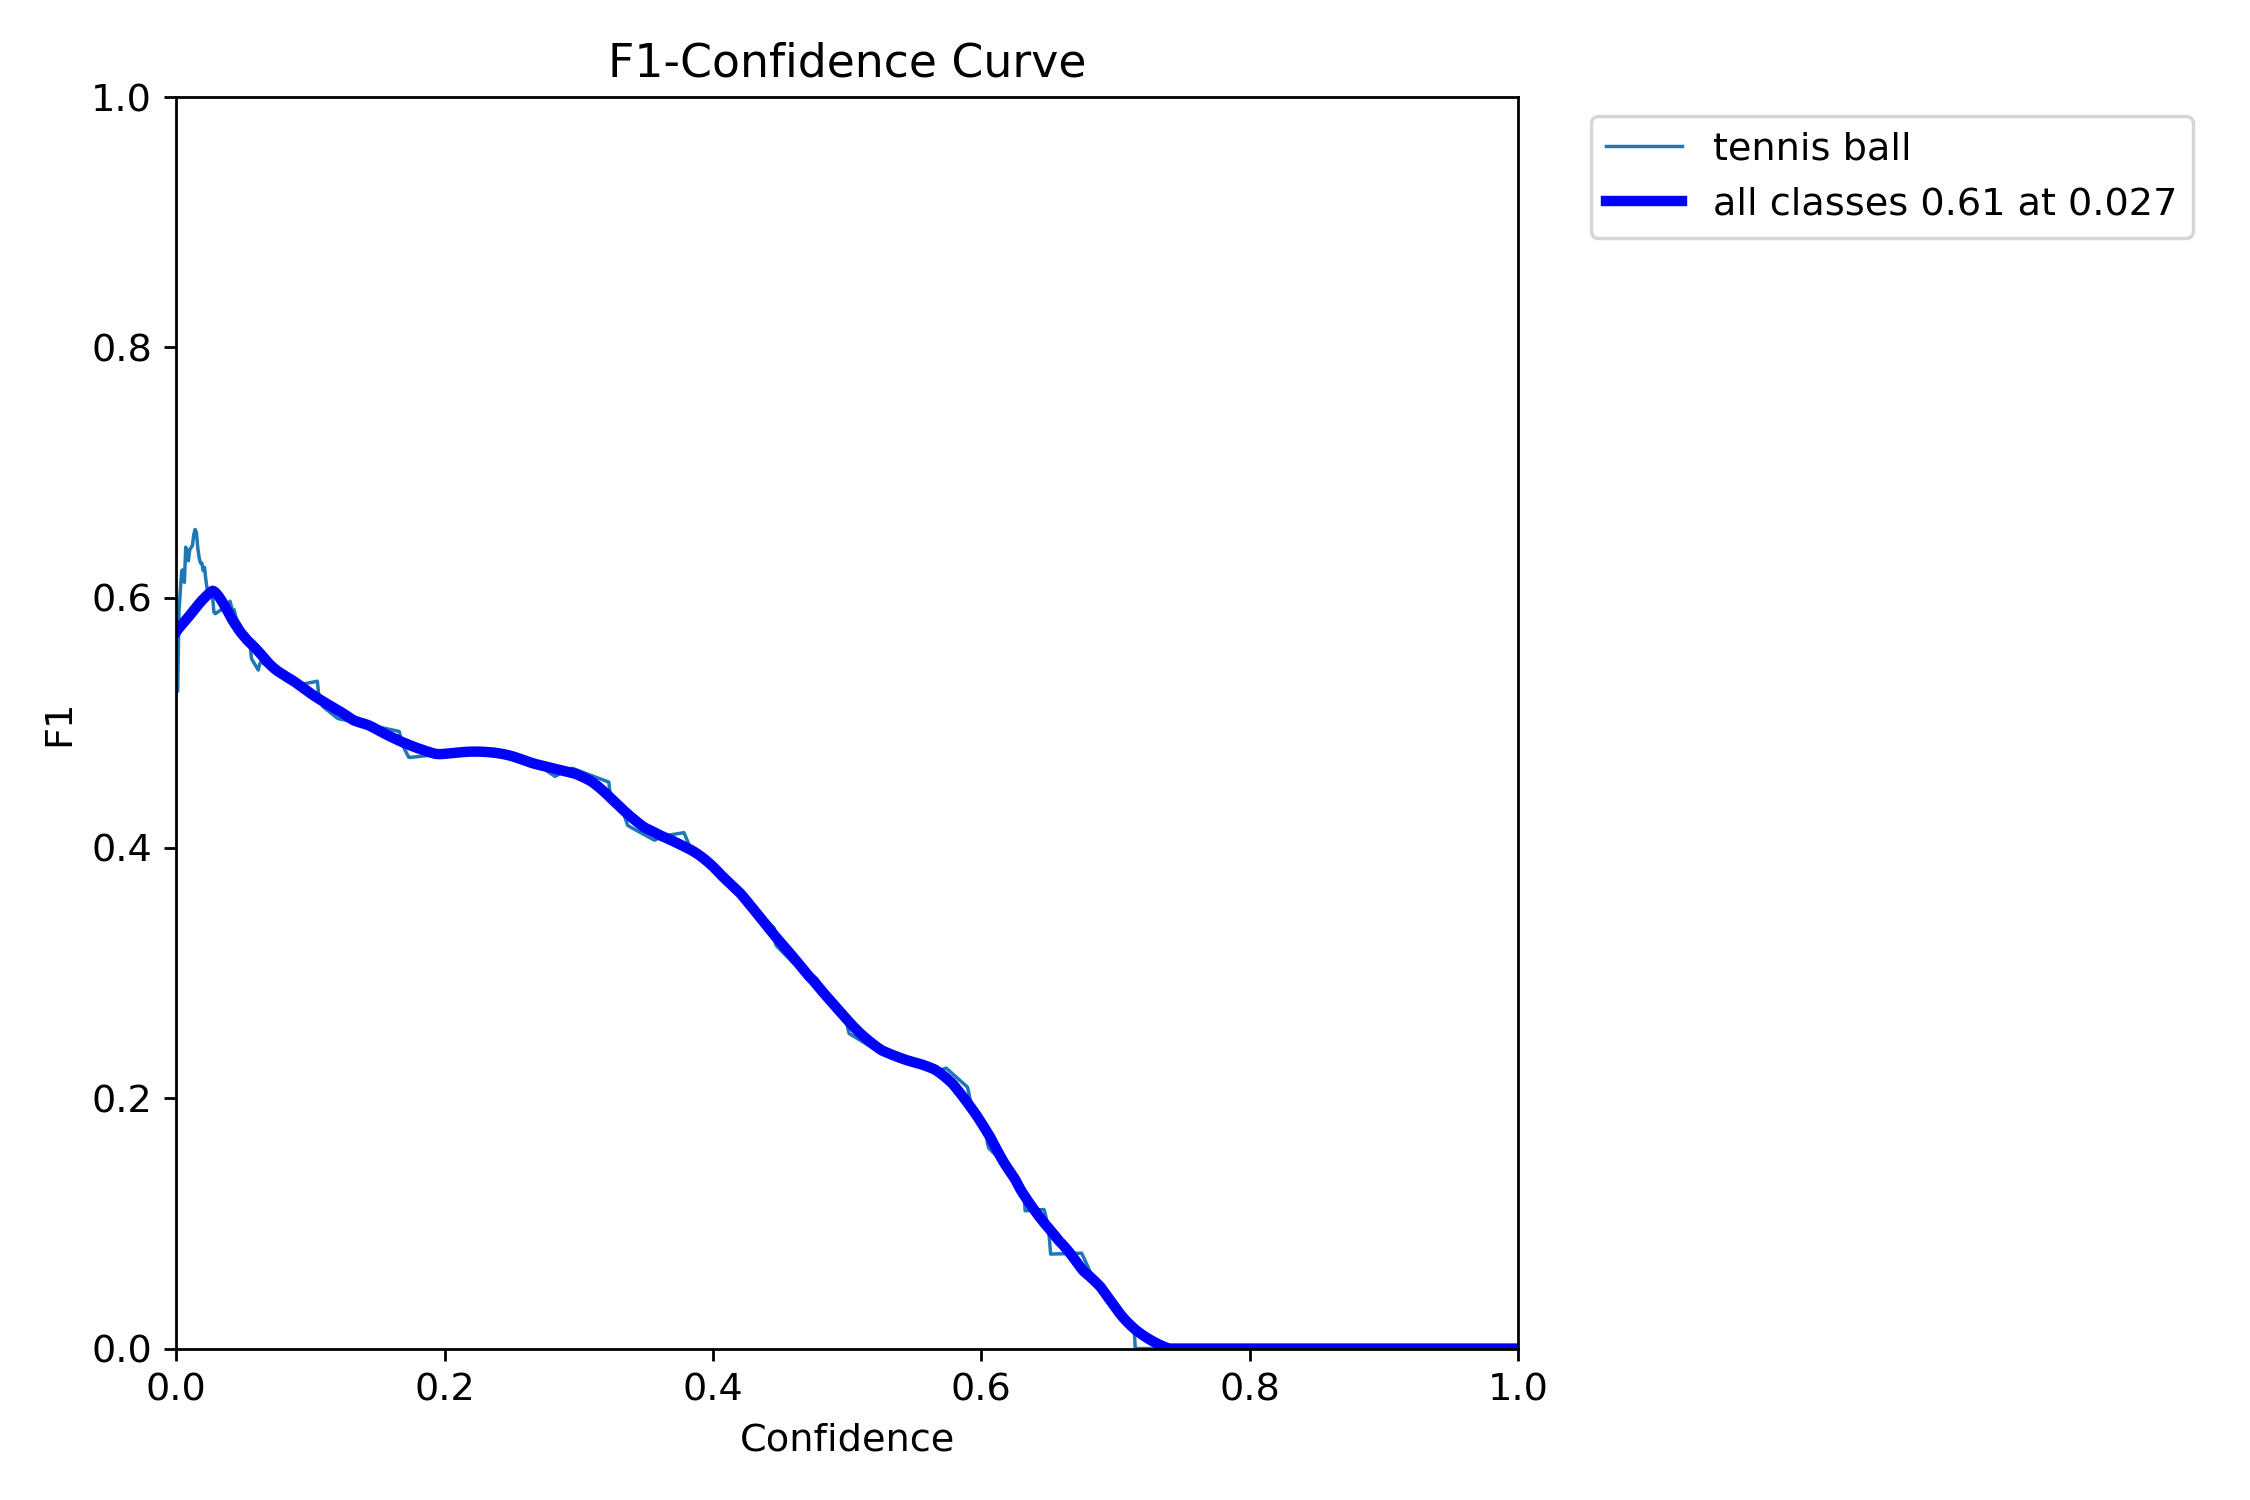 F1-Confidence Curve
1.0
0.8
0.6
0.4
0.2
0.0
F1
0.0 0.2 0.4 0.6 0.8 1.0
Confidence
tennis ball
all classes 0.61 at 0.027